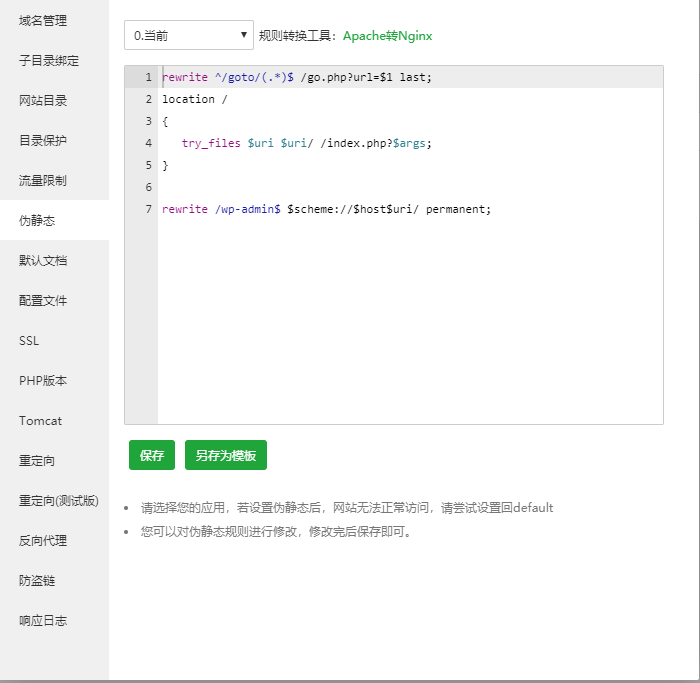 域名管理
子目录绑定
网站目录
目录保护
流量限制
伪静态
默认文档
配置文件
SSL
PHP版本
Tomcat
重定向
重定向(测试版)
反向代理
防盗链
响应日志
0.当前 规则转换工具：Apache转Nginx
1 rewrite ^/goto/(.*)$ /go.php?url=$1 last;
2 location /
3 {
4 try_files $uri $uri/ /index.php?$args;
5 }
6
7 rewrite /wp-admin$ $scheme://$host$uri/ permanent;
保存 另存为模板
请选择您的应用，若设置伪静态后，网站无法正常访问，请尝试设置回default
您可以对伪静态规则进行修改，修改完后保存即可。